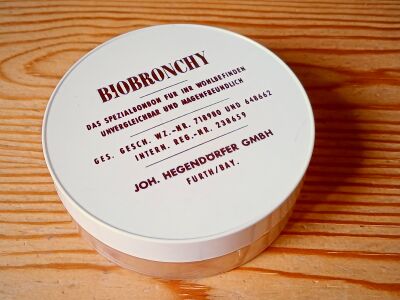 BIOBRONCHY
DAS SPEZIALBONBON FÜR IHR WOHLBEFINDEN
UNVERGLEICHBAR UND MAGENFREUNDLICH
GES. GESCH. WZ.-NR. 718980 UND 648662
INTERN. REG.-NR. 238659
JOH. HEGENDÖRFER GMBH
FURTH/BAY.